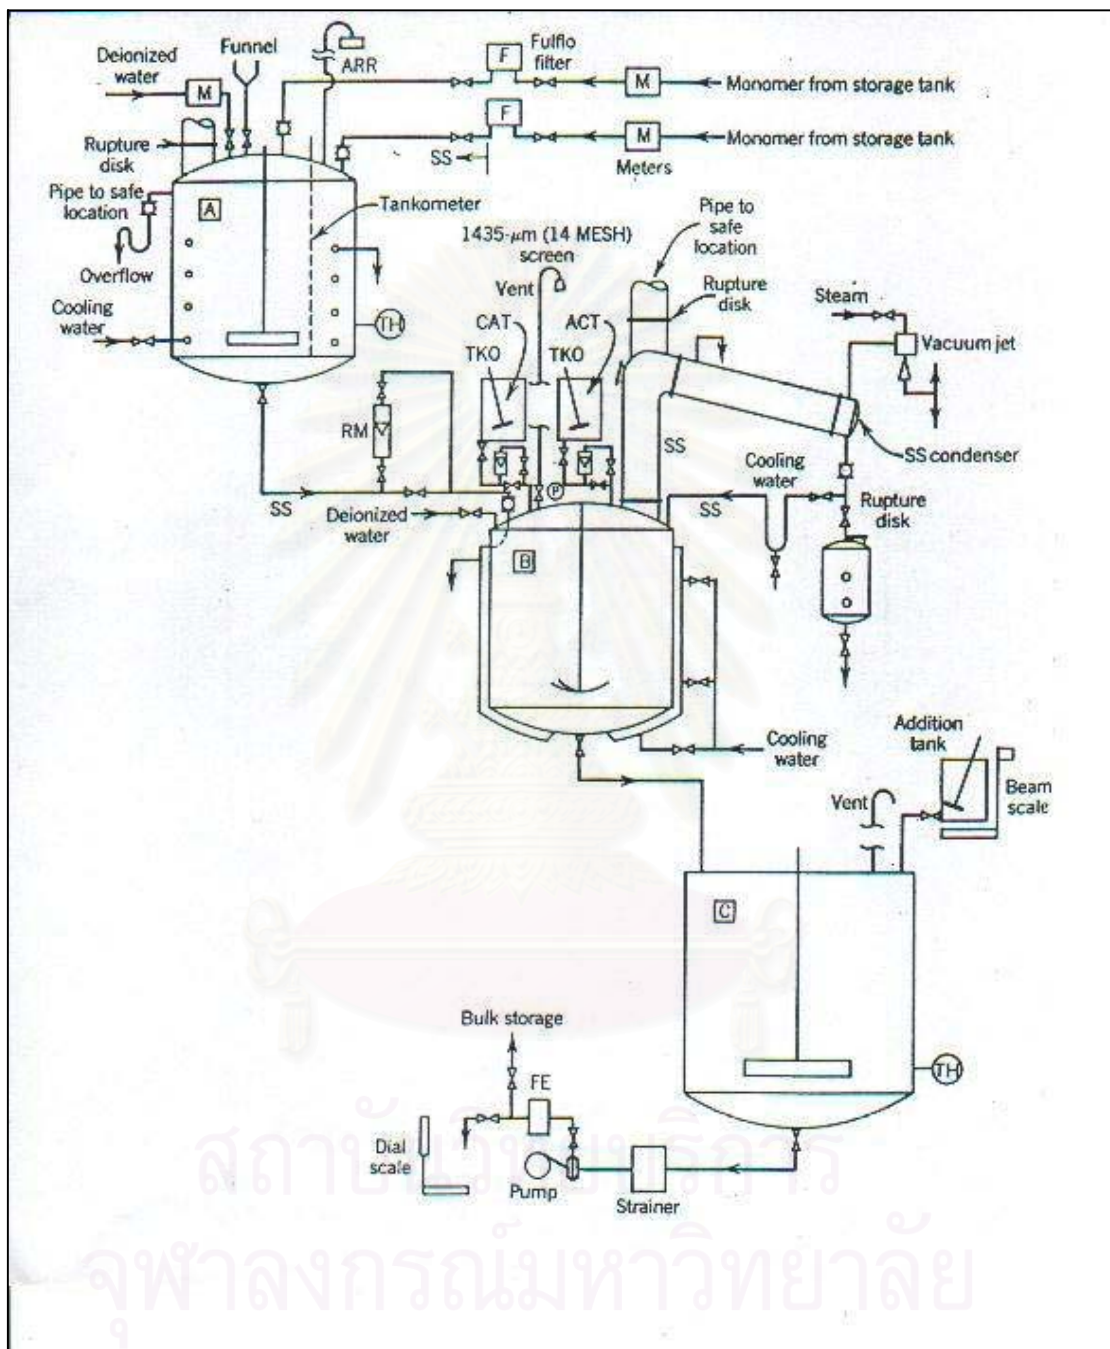 Deionized
water
Funnel
ARR
Fulflo
filter
F
M
M
Monomer from storage tank
F
M
Monomer from storage tank
Meters
SS
Rupture
disk
Pipe to safe
location
A
Tankometer
Overflow
Cooling
water
TH
1435-μm (14 MESH)
screen
Vent
CAT
TKO
ACT
TKO
Pipe to
safe
location
Rupture
disk
Steam
Vacuum jet
RM
SS
SS condenser
Cooling
water
SS
Rupture
disk
SS
Deionized
water
P
B
Cooling
water
Addition
tank
Beam
scale
Vent
C
TH
Bulk storage
FE
Dial
scale
Pump
Strainer
สถาบันวิทยบริการ
จุฬาลงกรณ์มหาวิทยาลัย